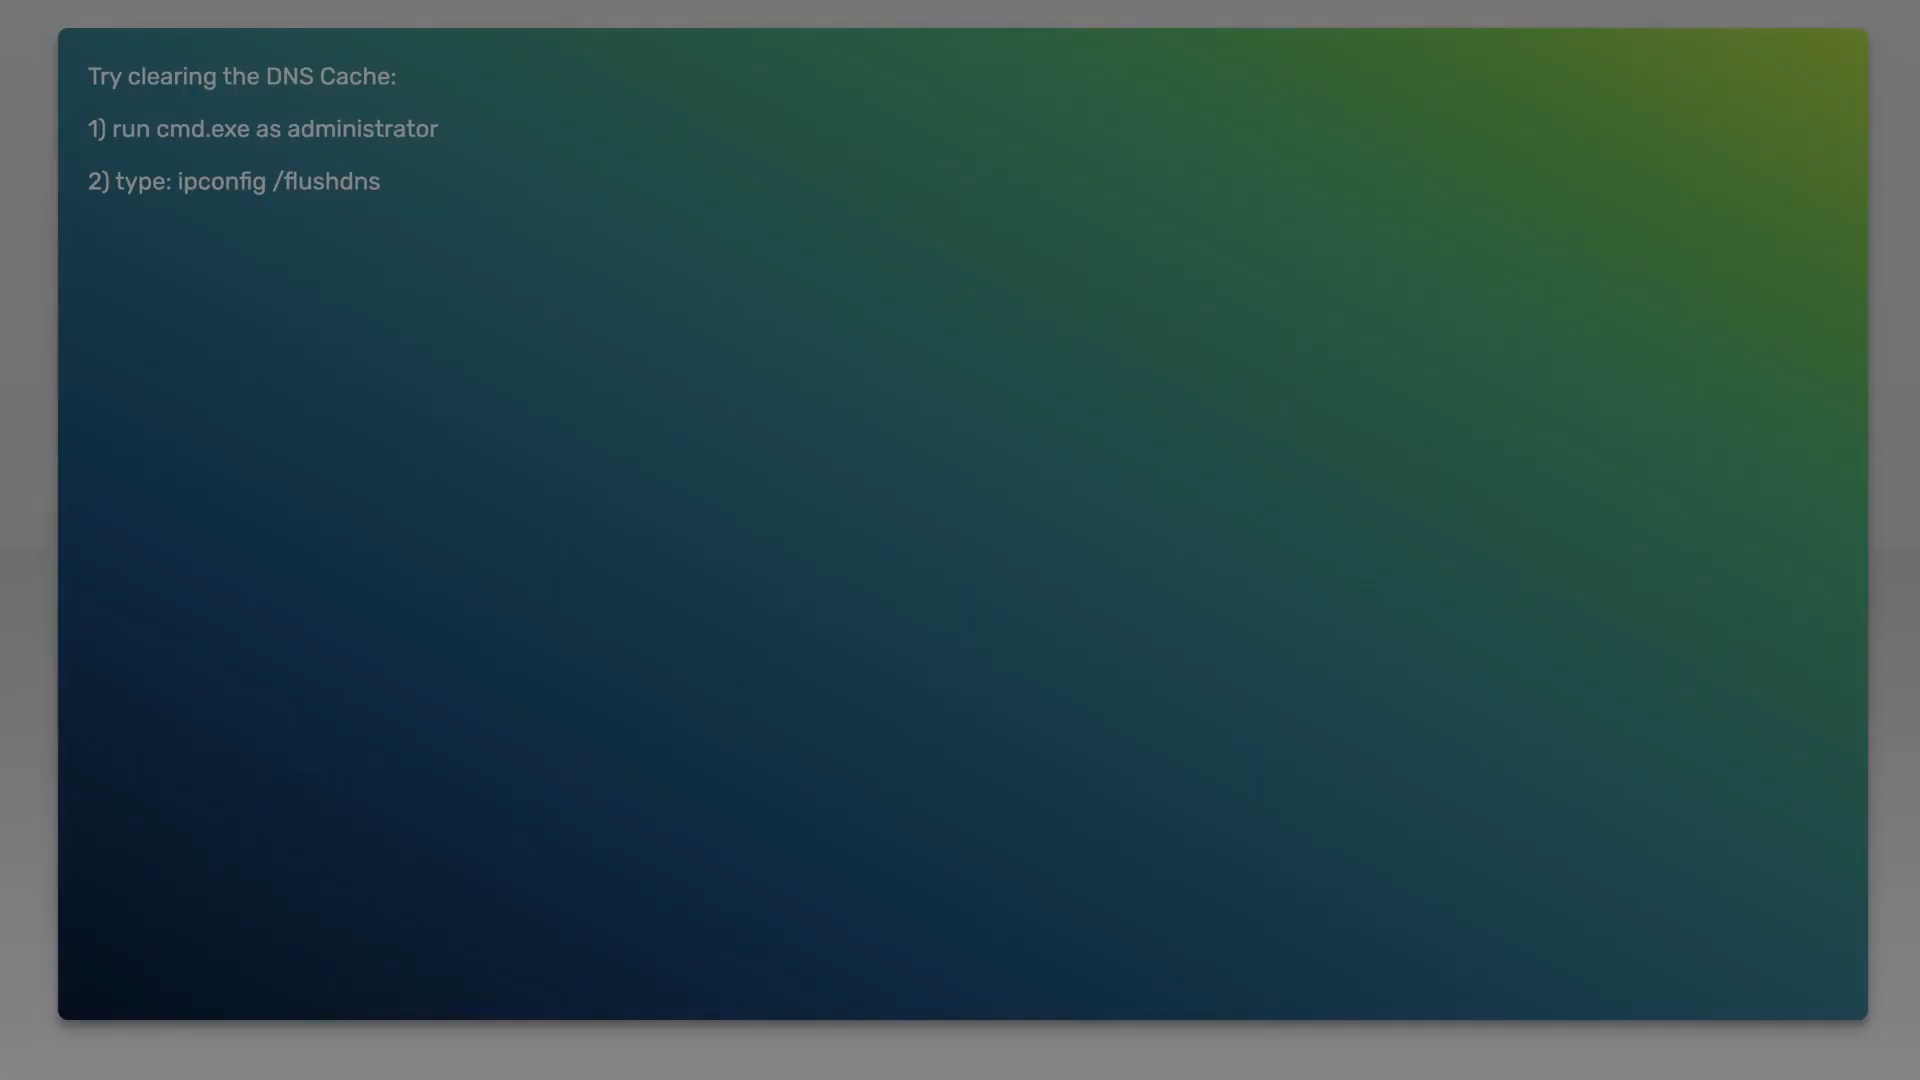 Try clearing the DNS Cache:
1) run cmd.exe as administrator
2) type: ipconfig /flushdns